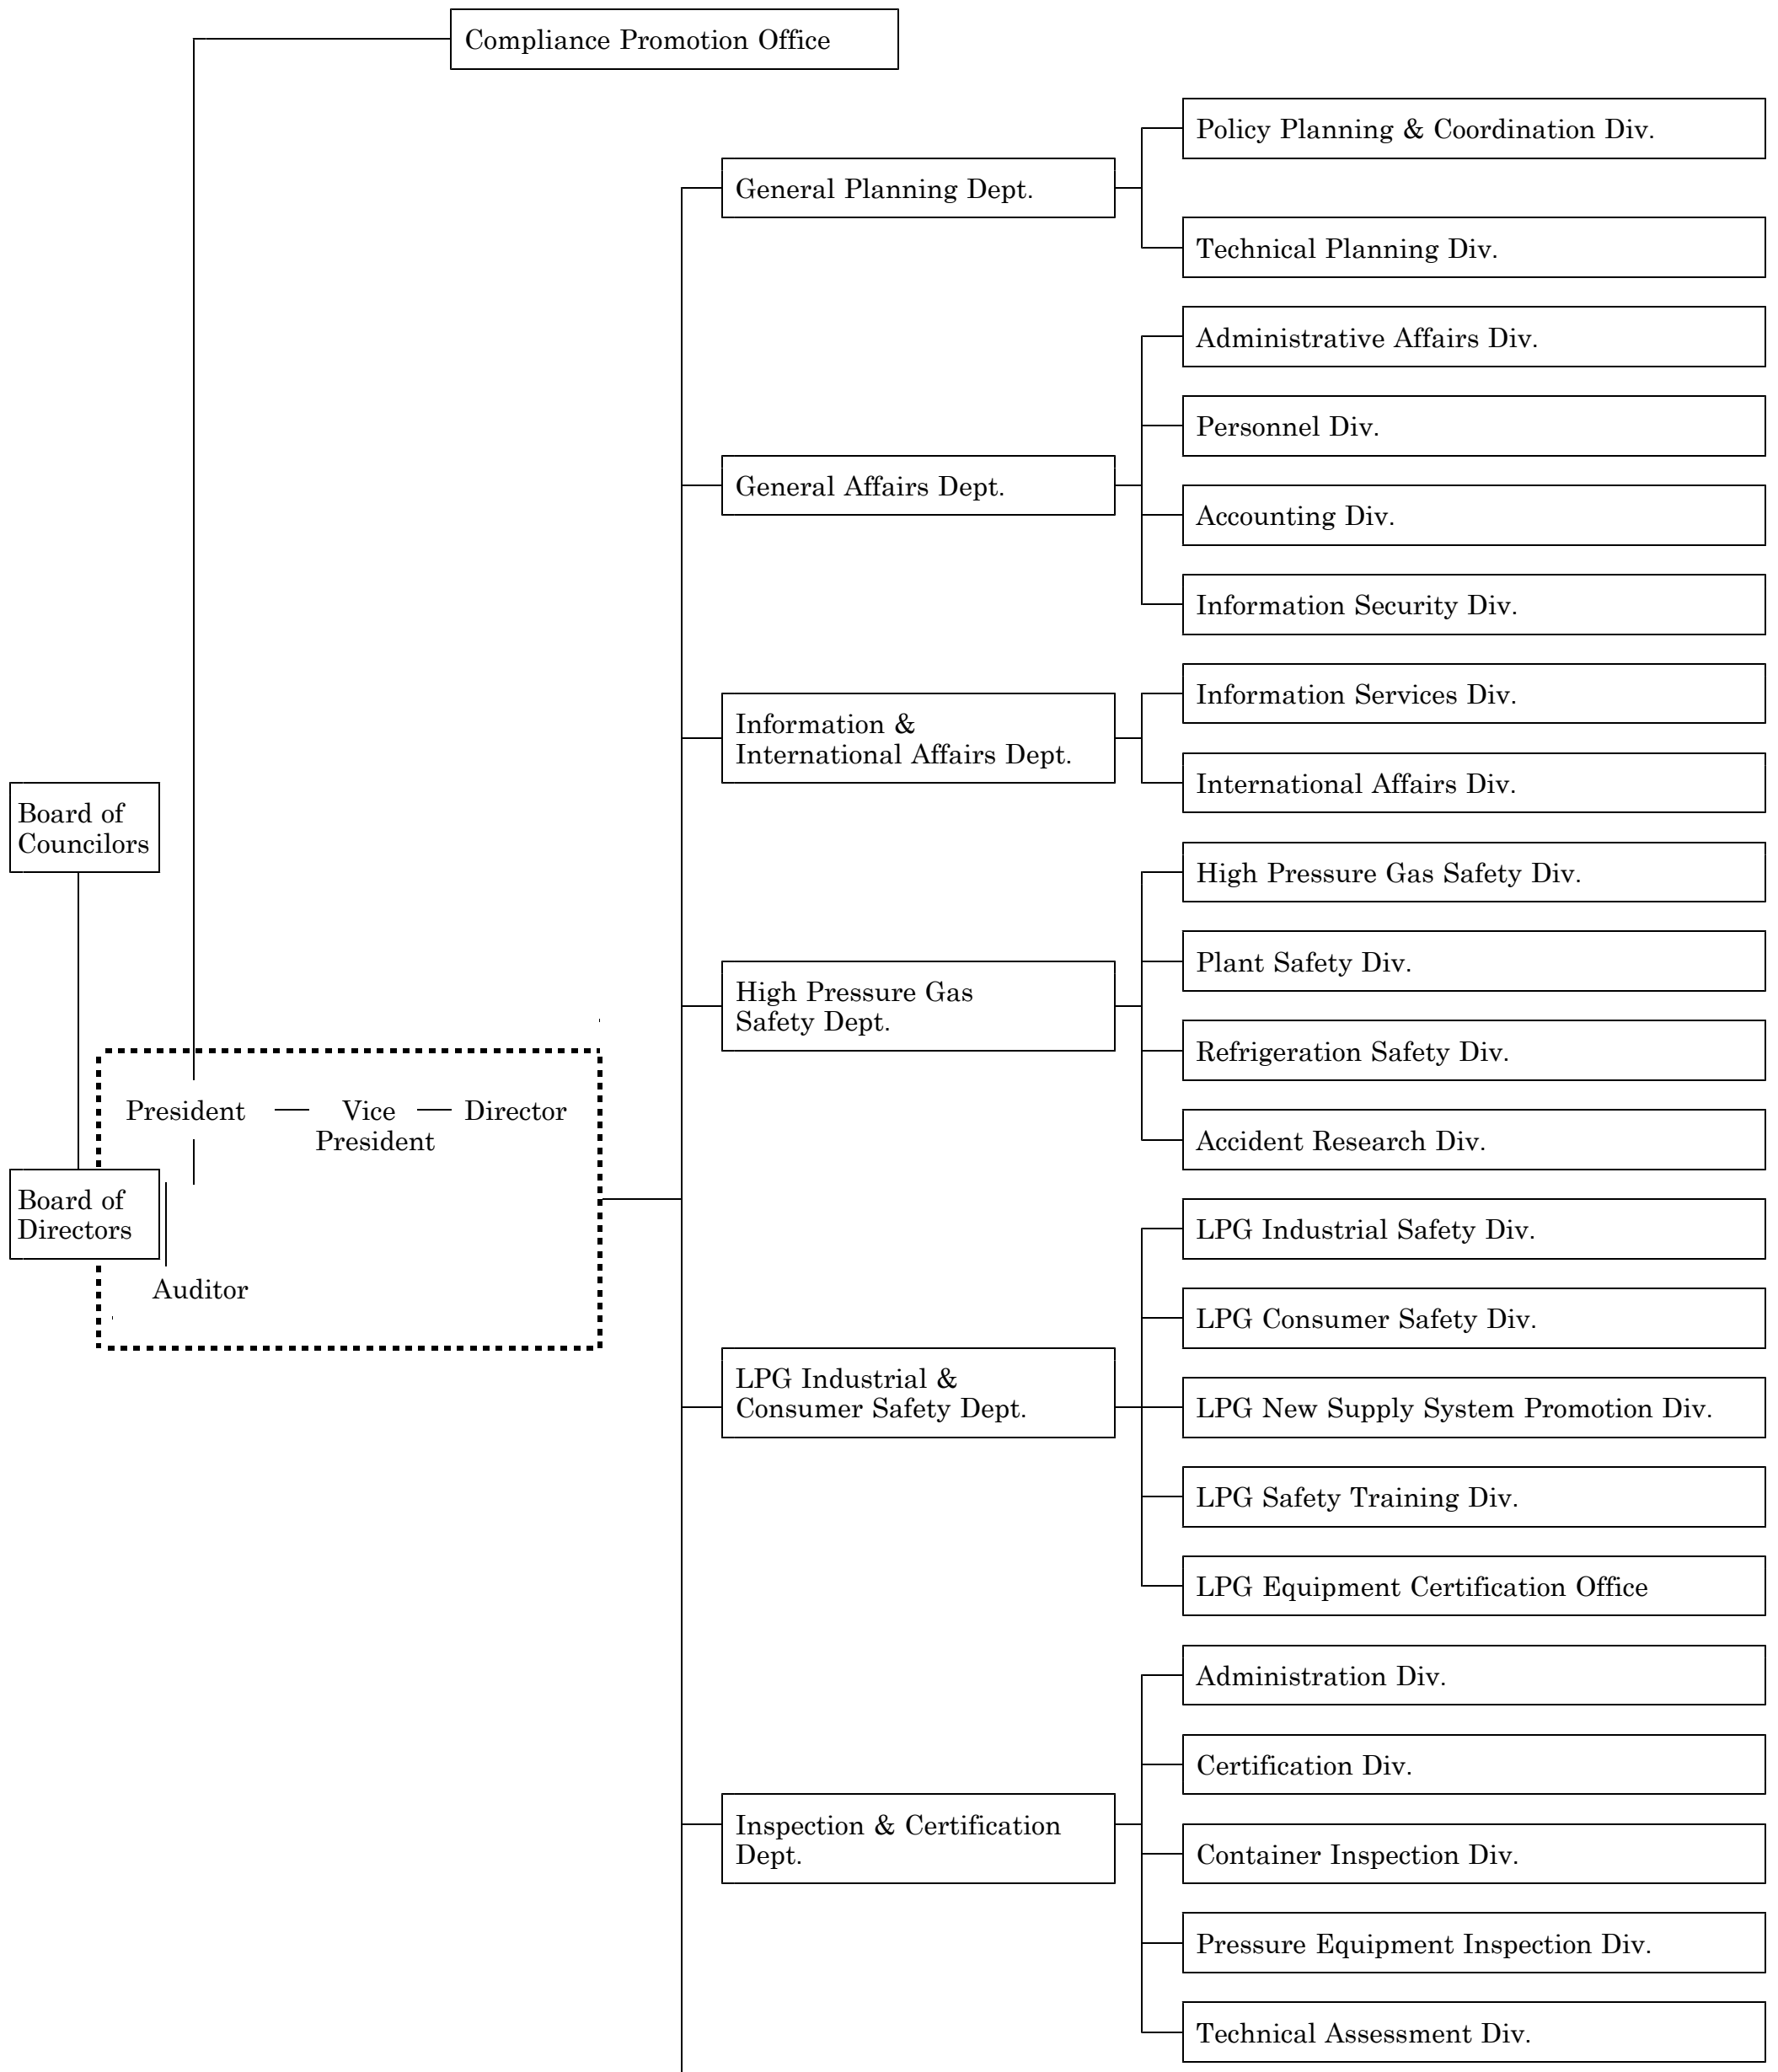 Compliance Promotion Office
Policy Planning & Coordination Div.
General Planning Dept.
Technical Planning Div.
Administrative Affairs Div.
Personnel Div.
General Affairs Dept.
Accounting Div.
Information Security Div.
Information Services Div.
Information &
International Affairs Dept.
International Affairs Div.
Board of
Councilors
High Pressure Gas Safety Div.
Plant Safety Div.
High Pressure Gas
Safety Dept.
Refrigeration Safety Div.
Accident Research Div.
President
Vice
President
Director
Board of
Directors
Auditor
LPG Industrial Safety Div.
LPG Consumer Safety Div.
LPG Industrial &
Consumer Safety Dept.
LPG New Supply System Promotion Div.
LPG Safety Training Div.
LPG Equipment Certification Office
Administration Div.
Certification Div.
Inspection & Certification
Dept.
Container Inspection Div.
Pressure Equipment Inspection Div.
Technical Assessment Div.